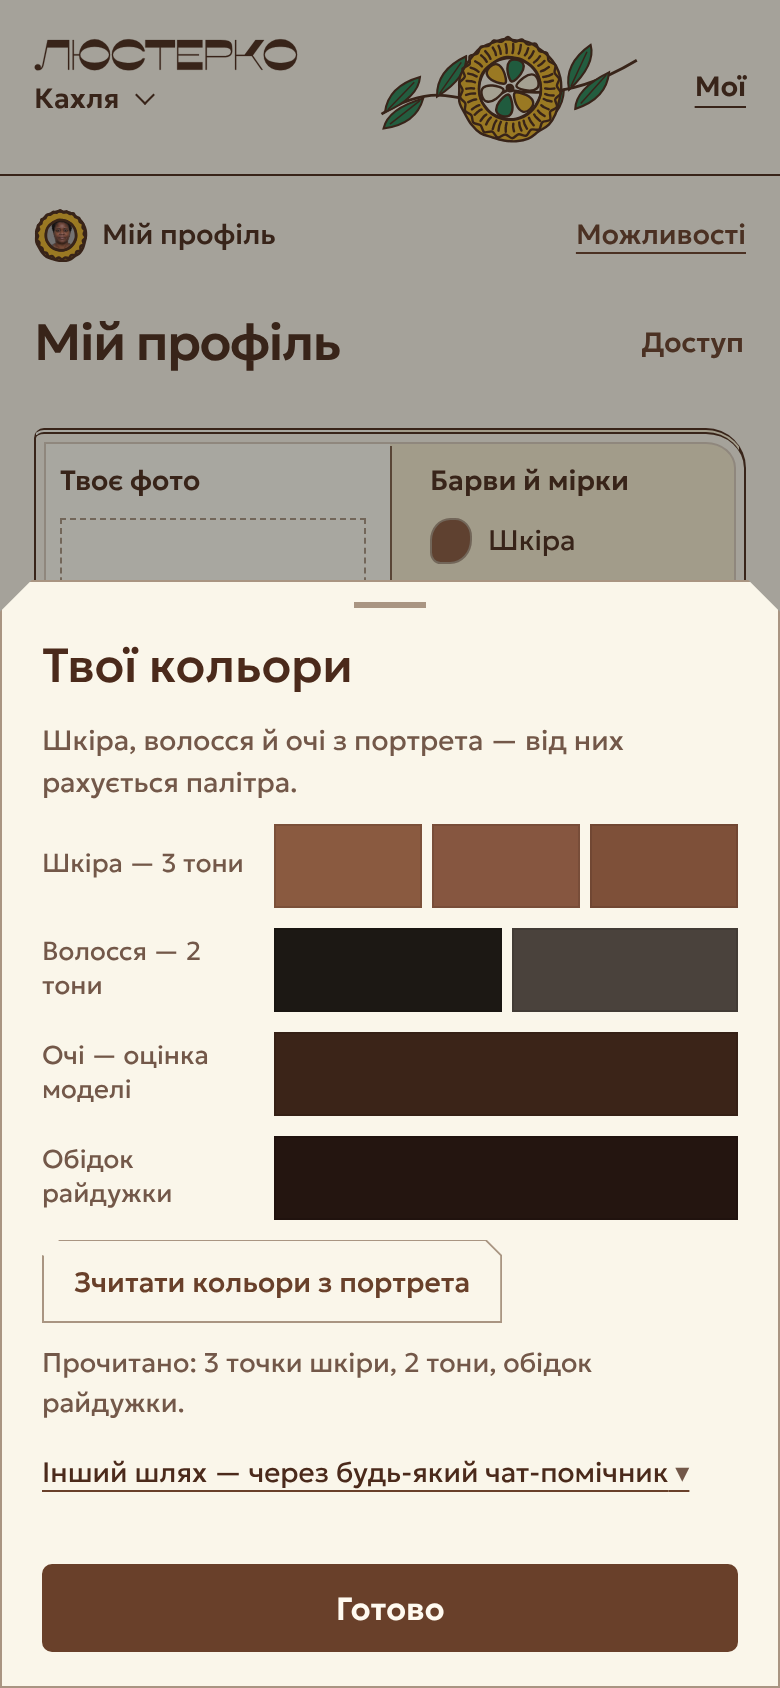 ЛЮСТЕРКО
Кахля
Мої
Мій профіль
Можливості
Мій профіль
Доступ
Твоє фото
Барви й мірки
Шкіра
Твої кольори
Шкіра, волосся й очі з портрета — від них
рахується палітра.
Шкіра — 3 тони
Волосся — 2
тони
Очі — оцінка
моделі
Обідок
райдужки
Зчитати кольори з портрета
Прочитано: 3 точки шкіри, 2 тони, обідок
райдужки.
Інший шлях — через будь-який чат-помічник ▾
Готово